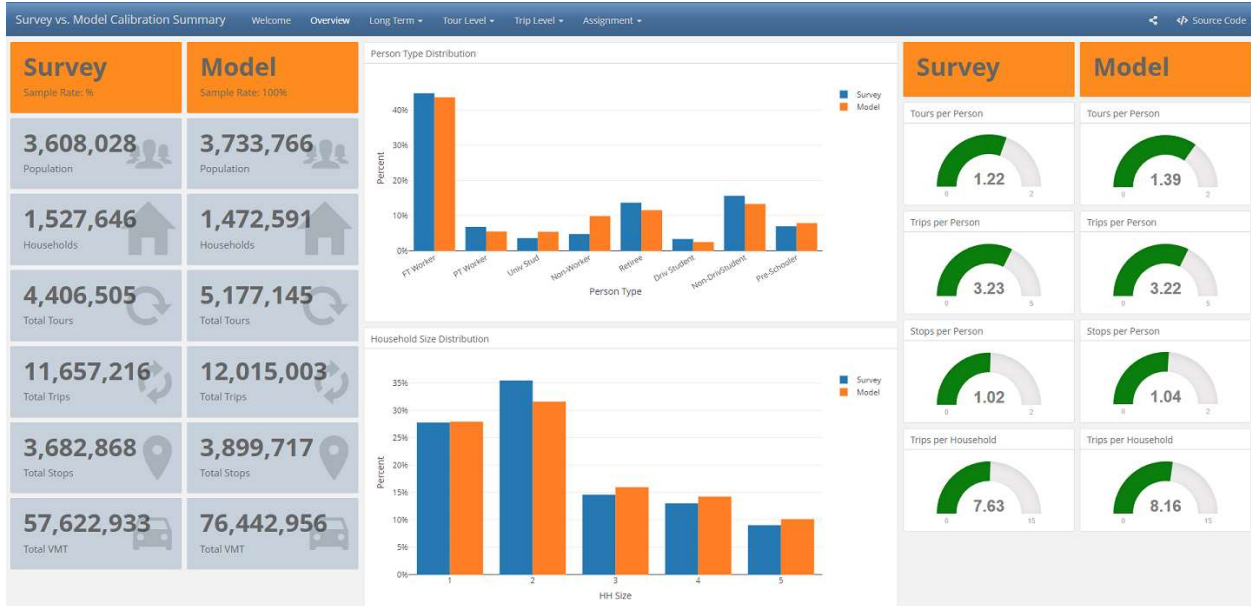 Survey vs. Model Calibration Summary Welcome Overview Long Term Tour Level Trip Level Assignment Source Code
Survey
Sample Rate: %
Model
Sample Rate: 100%
3,608,028
Population
3,733,766
Population
1,527,646
Households
1,472,591
Households
4,406,505
Total Tours
5,177,145
Total Tours
11,657,216
Total Trips
12,015,003
Total Trips
3,682,868
Total Stops
3,899,717
Total Stops
57,622,933
Total VMT
76,442,956
Total VMT
Person Type Distribution
Survey
Model
Percent
40%
30%
20%
10%
0%
FT Worker PT Worker Univ Stud Non-Worker Retiree Driv Student Non-DrivStudent Pre-Schooler
Person Type
Household Size Distribution
Survey
Model
Percent
35%
30%
25%
20%
15%
10%
5%
0%
1 2 3 4 5
HH Size
Survey
Model
Tours per Person
1.22
0 2
Tours per Person
1.39
0 2
Trips per Person
3.23
0 5
Trips per Person
3.22
0 5
Stops per Person
1.02
0 2
Stops per Person
1.04
0 2
Trips per Household
7.63
0 15
Trips per Household
8.16
0 15